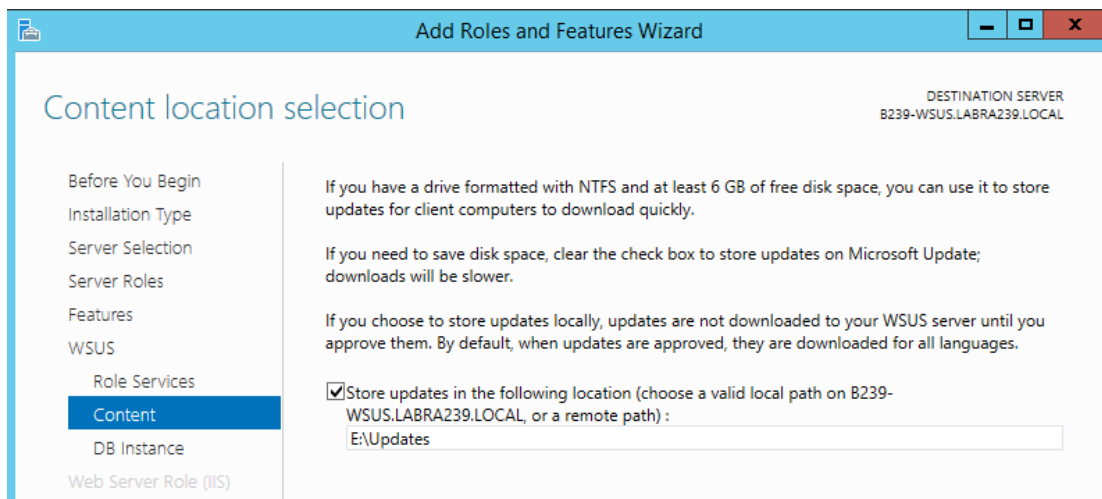 Add Roles and Features Wizard
Content location selection
DESTINATION SERVER
B239-WSUS.LABRA239.LOCAL
Before You Begin
Installation Type
Server Selection
Server Roles
Features
WSUS
Role Services
Content
DB Instance
Web Server Role (IIS)
If you have a drive formatted with NTFS and at least 6 GB of free disk space, you can use it to store
updates for client computers to download quickly.
If you need to save disk space, clear the check box to store updates on Microsoft Update;
downloads will be slower.
If you choose to store updates locally, updates are not downloaded to your WSUS server until you
approve them. By default, when updates are approved, they are downloaded for all languages.
Store updates in the following location (choose a valid local path on B239-
WSUS.LABRA239.LOCAL, or a remote path) :
E:\Updates